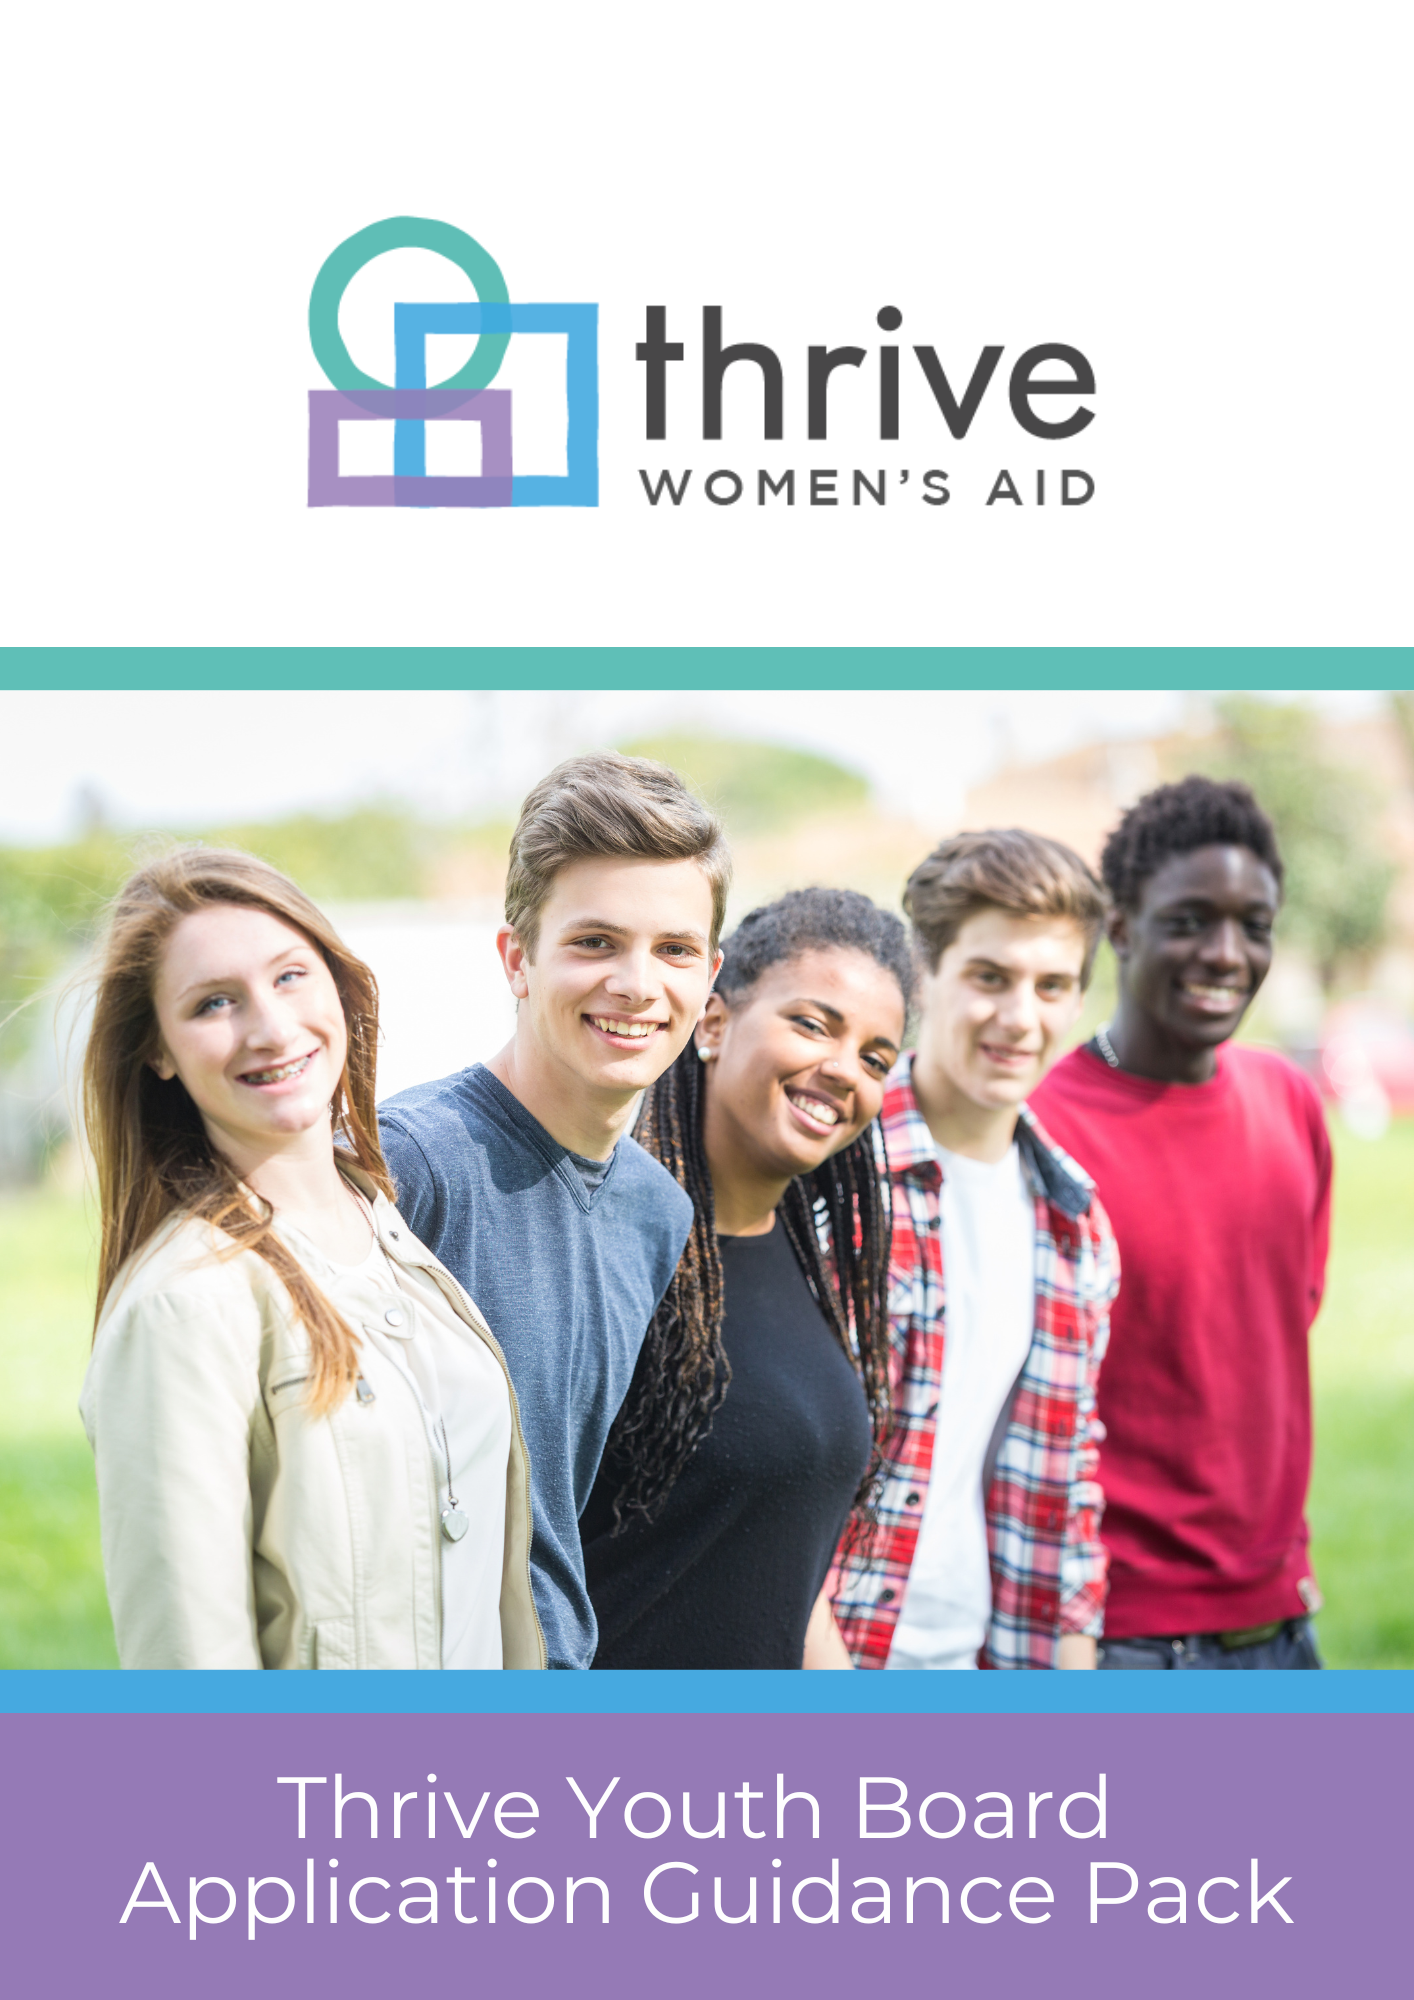 thrive
WOMEN'S AID
Thrive Youth Board
Application Guidance Pack